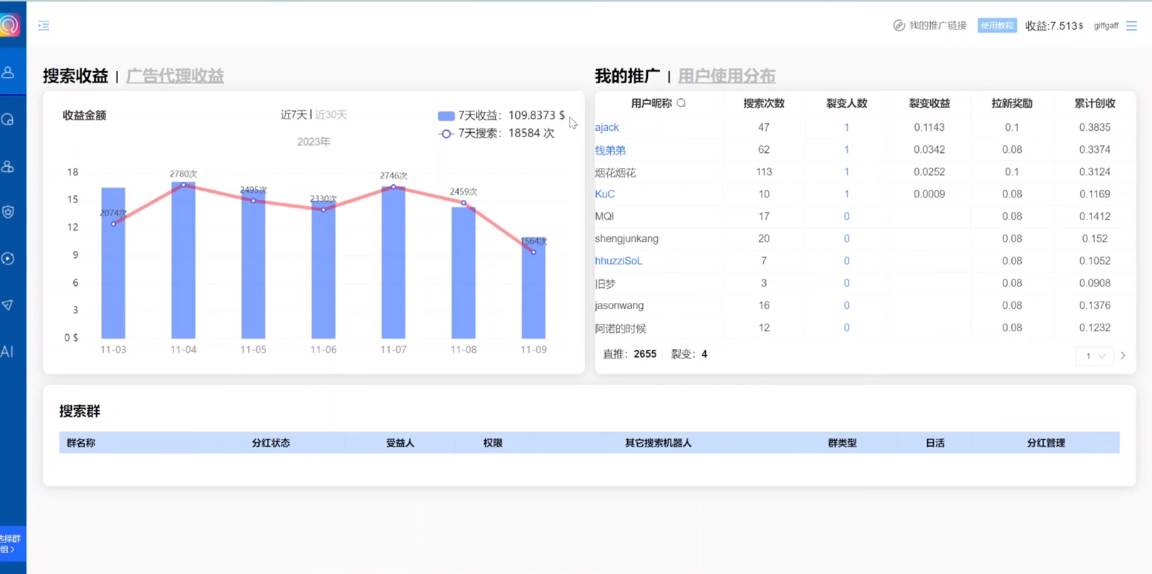 我的推广链接 使用教程 收益:7.513$ giffgaff
搜索收益 | 广告代理收益
收益金额
近7天 | 近30天
2023年
7天收益：109.8373 $
7天搜索：18584 次
18
15
12
9
6
3
0 $
2074次 2780次 2495次 2330次 2746次 2459次 1564次
11-03 11-04 11-05 11-06 11-07 11-08 11-09
我的推广 | 用户使用分布
用户昵称 搜索次数 裂变人数 裂变收益 拉新奖励 累计创收
ajack 47 1 0.1143 0.1 0.3835
钱弟弟 62 1 0.0342 0.08 0.3374
烟花烟花 113 1 0.0252 0.1 0.3124
KuC 10 1 0.0009 0.08 0.1169
MQI 17 0 0.08 0.1412
shengjunkang 20 0 0.08 0.152
hhuzziSoL 7 0 0.08 0.1052
旧梦 3 0 0.08 0.0908
jasonwang 16 0 0.08 0.1376
阿诺的时候 12 0 0.08 0.1232
直推：2655 裂变：4
1
搜索群
群名称 分红状态 受益人 权限 其它搜索机器人 群类型 日活 分红管理
AI
选择群
组 >